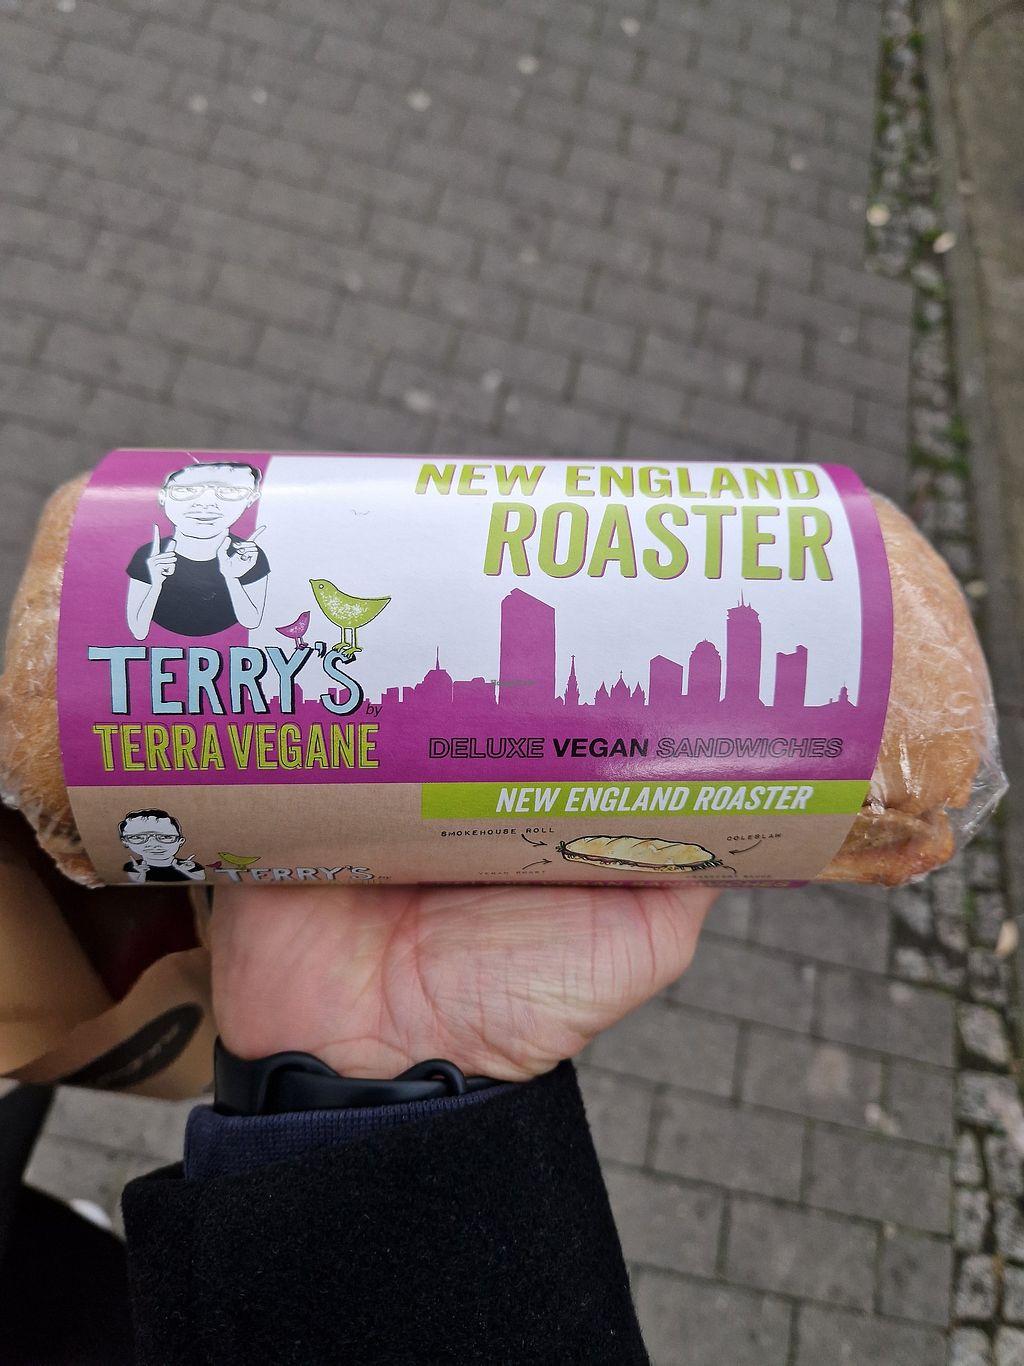 NEW ENGLAND
ROASTER
TERRY'S
by
TERRA VEGANE
DELUXE VEGAN SANDWICHES
NEW ENGLAND ROASTER
SMOKEHOUSE ROLL
COLESLAW
VEGAN ROAST
TERRY'S
by